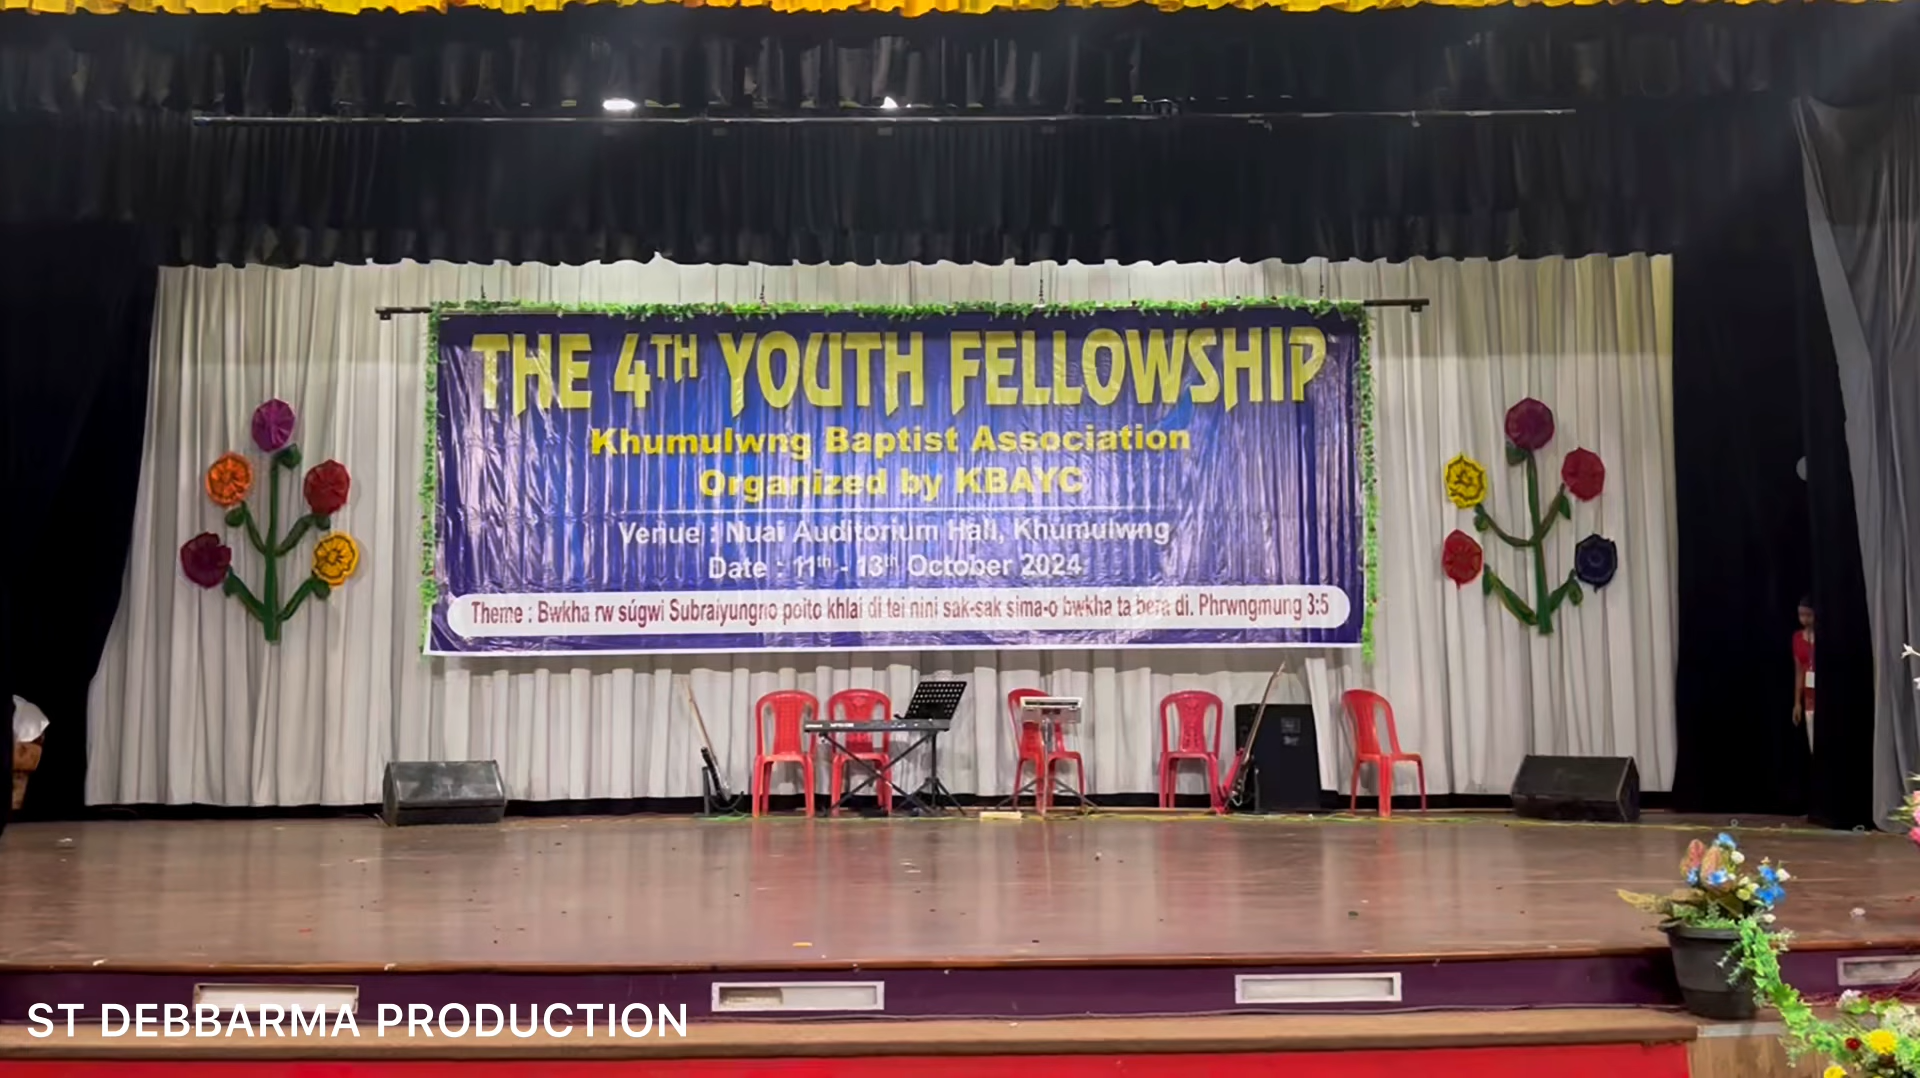 THE 4TH YOUTH FELLOWSHIP
Khumulwng Baptist Association
Organized by KBAYC
Venue : Nuai Auditorium Hall, Khumulwng
Date : 11th - 13th October 2024
Theme : Bwkha rw súgwi Subraiyungno poito khlai di tei nini sak-sak sima-o bwkha ta bera di. Phrwngmung 3:5
ST DEBBARMA PRODUCTION